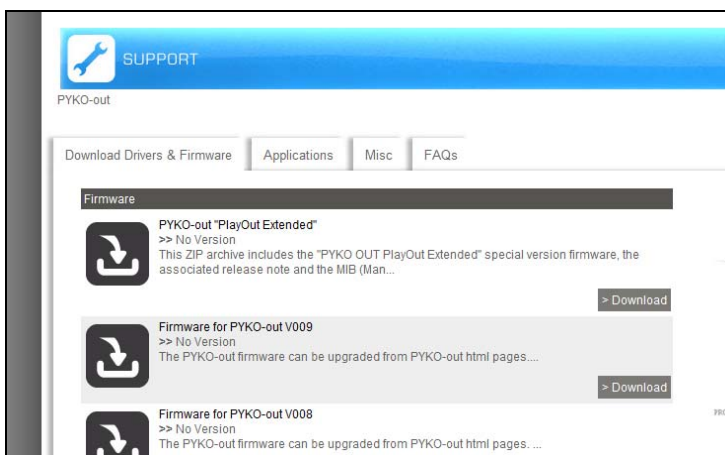 SUPPORT
PYKO-out
Download Drivers & Firmware Applications Misc FAQs
Firmware
PYKO-out "PlayOut Extended"
>> No Version
This ZIP archive includes the "PYKO OUT PlayOut Extended" special version firmware, the
associated release note and the MIB (Man...
> Download
Firmware for PYKO-out V009
>> No Version
The PYKO-out firmware can be upgraded from PYKO-out html pages....
> Download
Firmware for PYKO-out V008
>> No Version
The PYKO-out firmware can be upgraded from PYKO-out html pages. ...